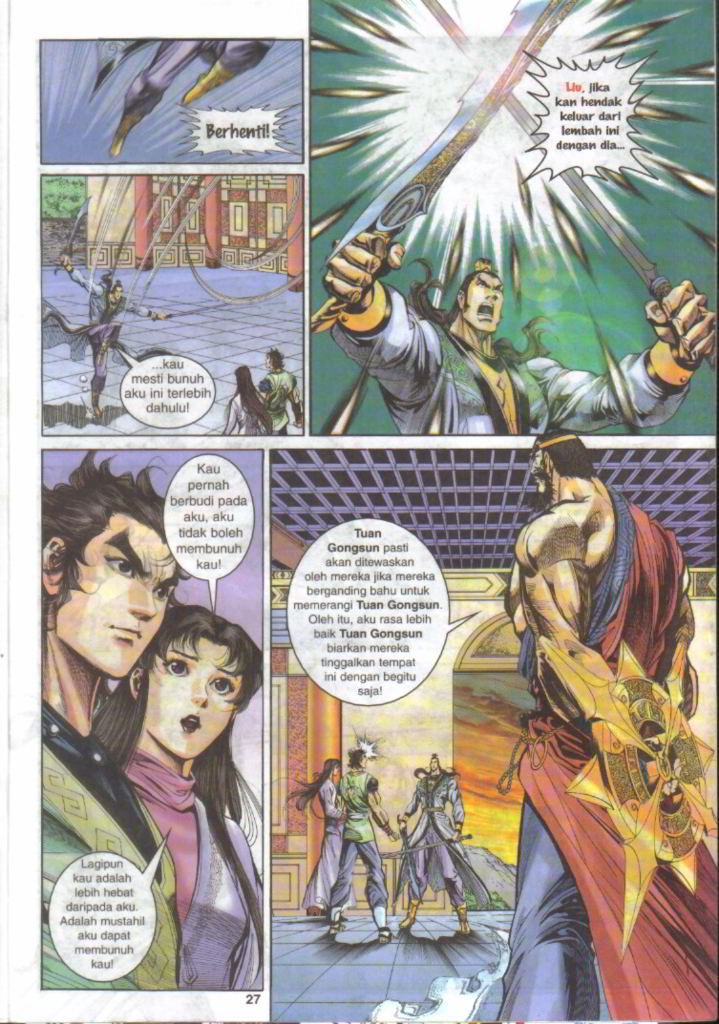 Berhenti!
Liu, jika
kan hendak
keluar dari
lembah ini
dengan dia...
...kau
mesti bunuh
aku ini terlebih
dahulu!
Kau
pernah
berbudi pada
aku, aku
tidak boleh
membunuh
kau!
Lagipun
kau adalah
lebih hebat
daripada aku.
Adalah mustahil
aku dapat
membunuh
kau!
Tuan
Gongsun pasti
akan ditewaskan
oleh mereka jika mereka
berganding bahu untuk
memerangi Tuan Gongsun.
Oleh itu, aku rasa lebih
baik Tuan Gongsun
biarkan mereka
tinggalkan tempat
ini dengan begitu
saja!
27